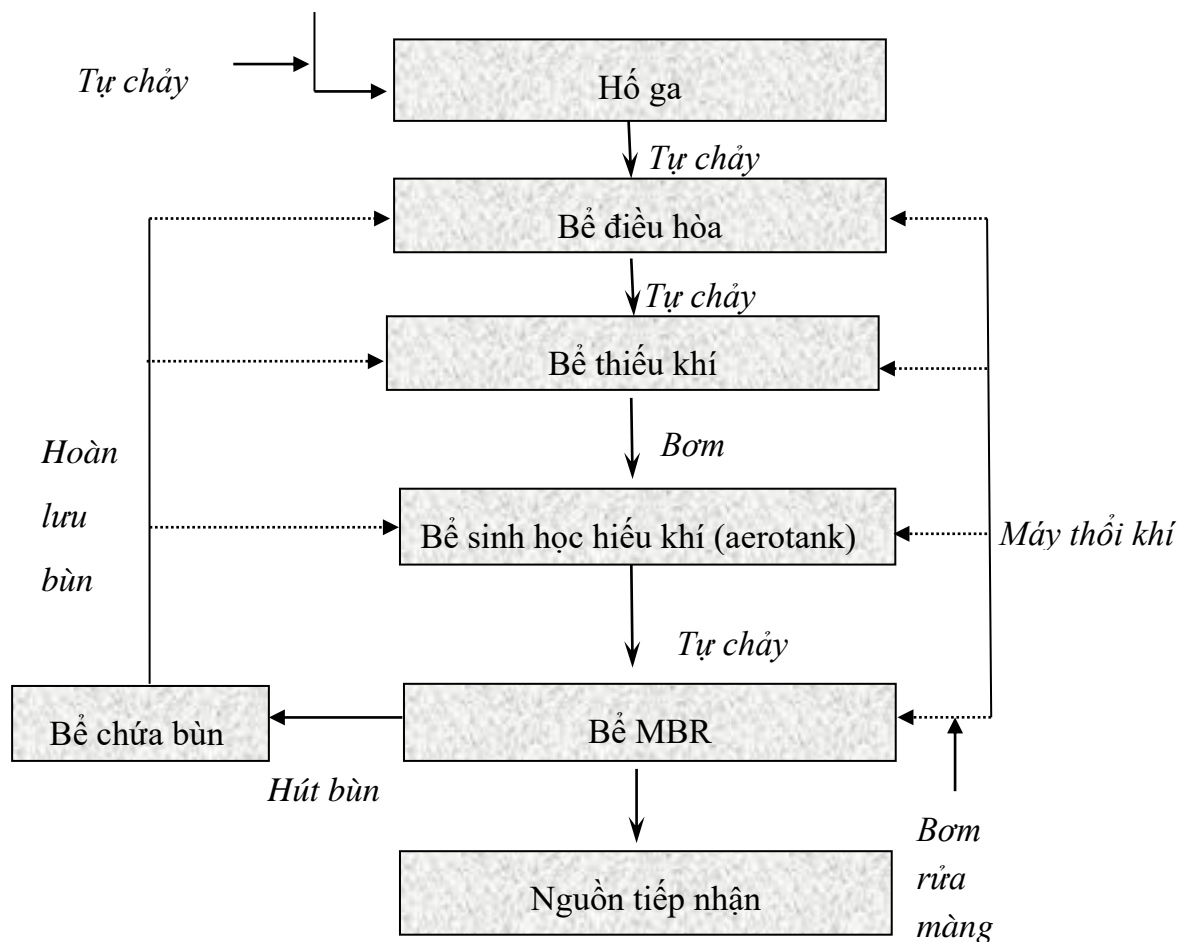 Tự chảy
Hố ga
Tự chảy
Bể điều hòa
Tự chảy
Bể thiếu khí
Bơm
Hoàn
lưu
bùn
Bể sinh học hiếu khí (aerotank)
Máy thổi khí
Tự chảy
Bể chứa bùn
Bể MBR
Hút bùn
Bơm
rửa
màng
Nguồn tiếp nhận